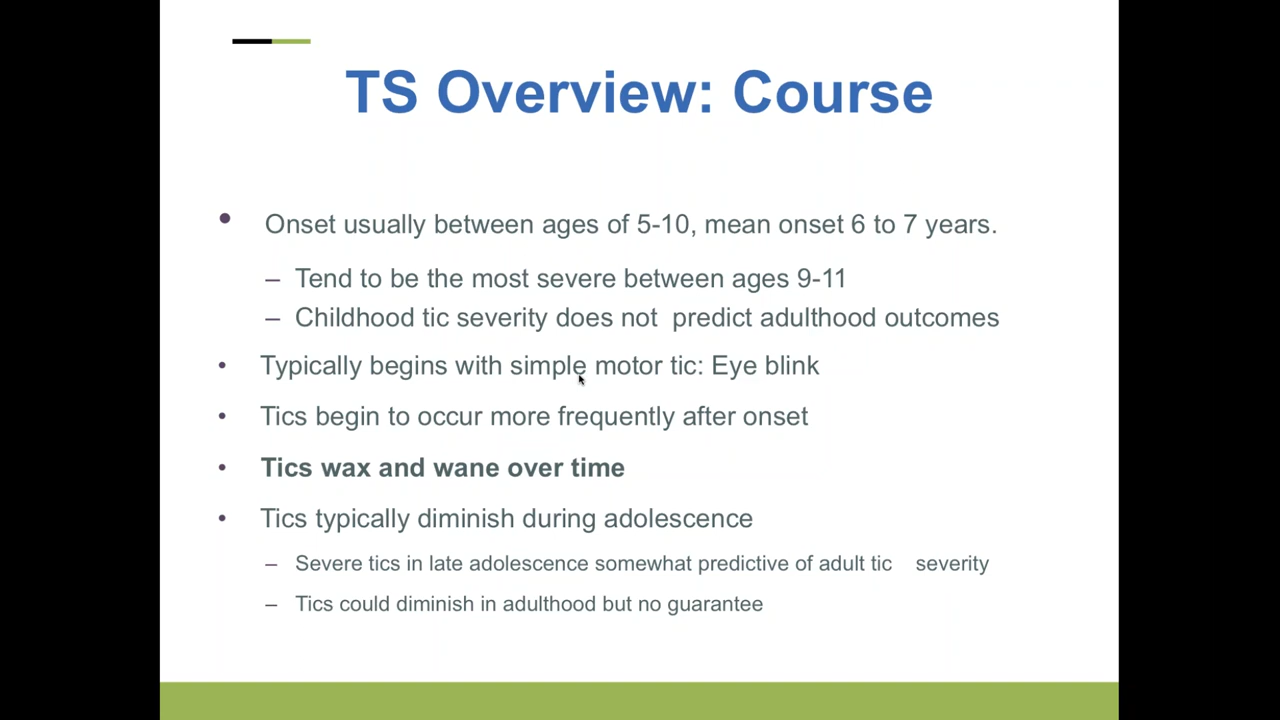 TS Overview: Course
• Onset usually between ages of 5-10, mean onset 6 to 7 years.
– Tend to be the most severe between ages 9-11
– Childhood tic severity does not predict adulthood outcomes
• Typically begins with simple motor tic: Eye blink
• Tics begin to occur more frequently after onset
• Tics wax and wane over time
• Tics typically diminish during adolescence
– Severe tics in late adolescence somewhat predictive of adult tic severity
– Tics could diminish in adulthood but no guarantee